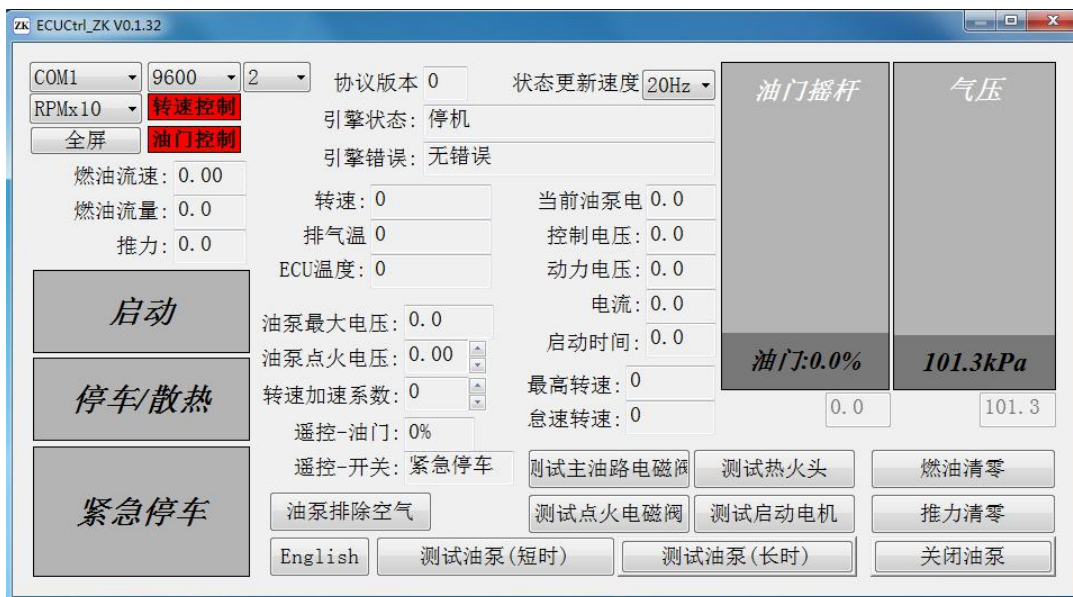 ZK ECUCtrl_ZK V0.1.32
COM1 9600 2 协议版本 0 状态更新速度 20Hz
RPMx10 转速控制 引擎状态: 停机
全屏 油门控制 引擎错误: 无错误
燃油流速: 0.00
燃油流量: 0.0
推力: 0.0
转速: 0 当前油泵电 0.0
排气温 0 控制电压: 0.0
ECU温度: 0 动力电压: 0.0
电流: 0.0
油泵最大电压: 0.0 启动时间: 0.0
油泵点火电压: 0.00 最高转速: 0
转速加速系数: 0 怠速转速: 0
遥控-油门: 0%
遥控-开关: 紧急停车
启动
停车/散热
紧急停车
油门摇杆 气压
油门:0.0% 101.3kPa
0.0 101.3
测试主油路电磁阀 测试热火头 燃油清零
油泵排除空气 测试点火电磁阀 测试启动电机 推力清零
English 测试油泵(短时) 测试油泵(长时) 关闭油泵